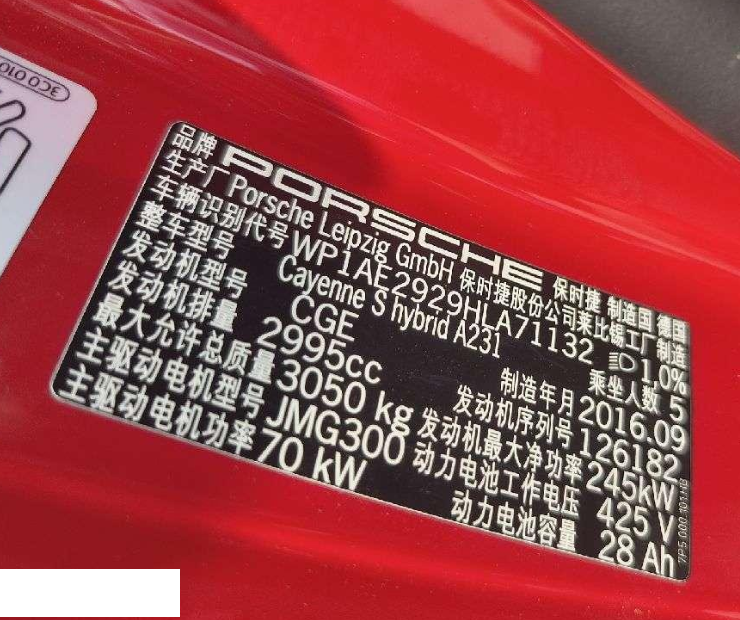 3C0 010
品牌 PORSCHE 保时捷 制造国 德国
生产厂 Porsche Leipzig GmbH 保时捷股份公司莱比锡工厂制造
车辆识别代号 WP1AE2929HLA71132 1.0%
整车型号 Cayenne S hybrid A231 乘坐人数 5
发动机型号 CGE 制造年月 2016.09
发动机排量 2995cc 发动机序列号 126182
最大允许总质量 3050 kg 发动机最大净功率 245kW
主驱动电机型号 JMG300 动力电池工作电压 425 V
主驱动电机功率 70 kW 动力电池容量 28 Ah